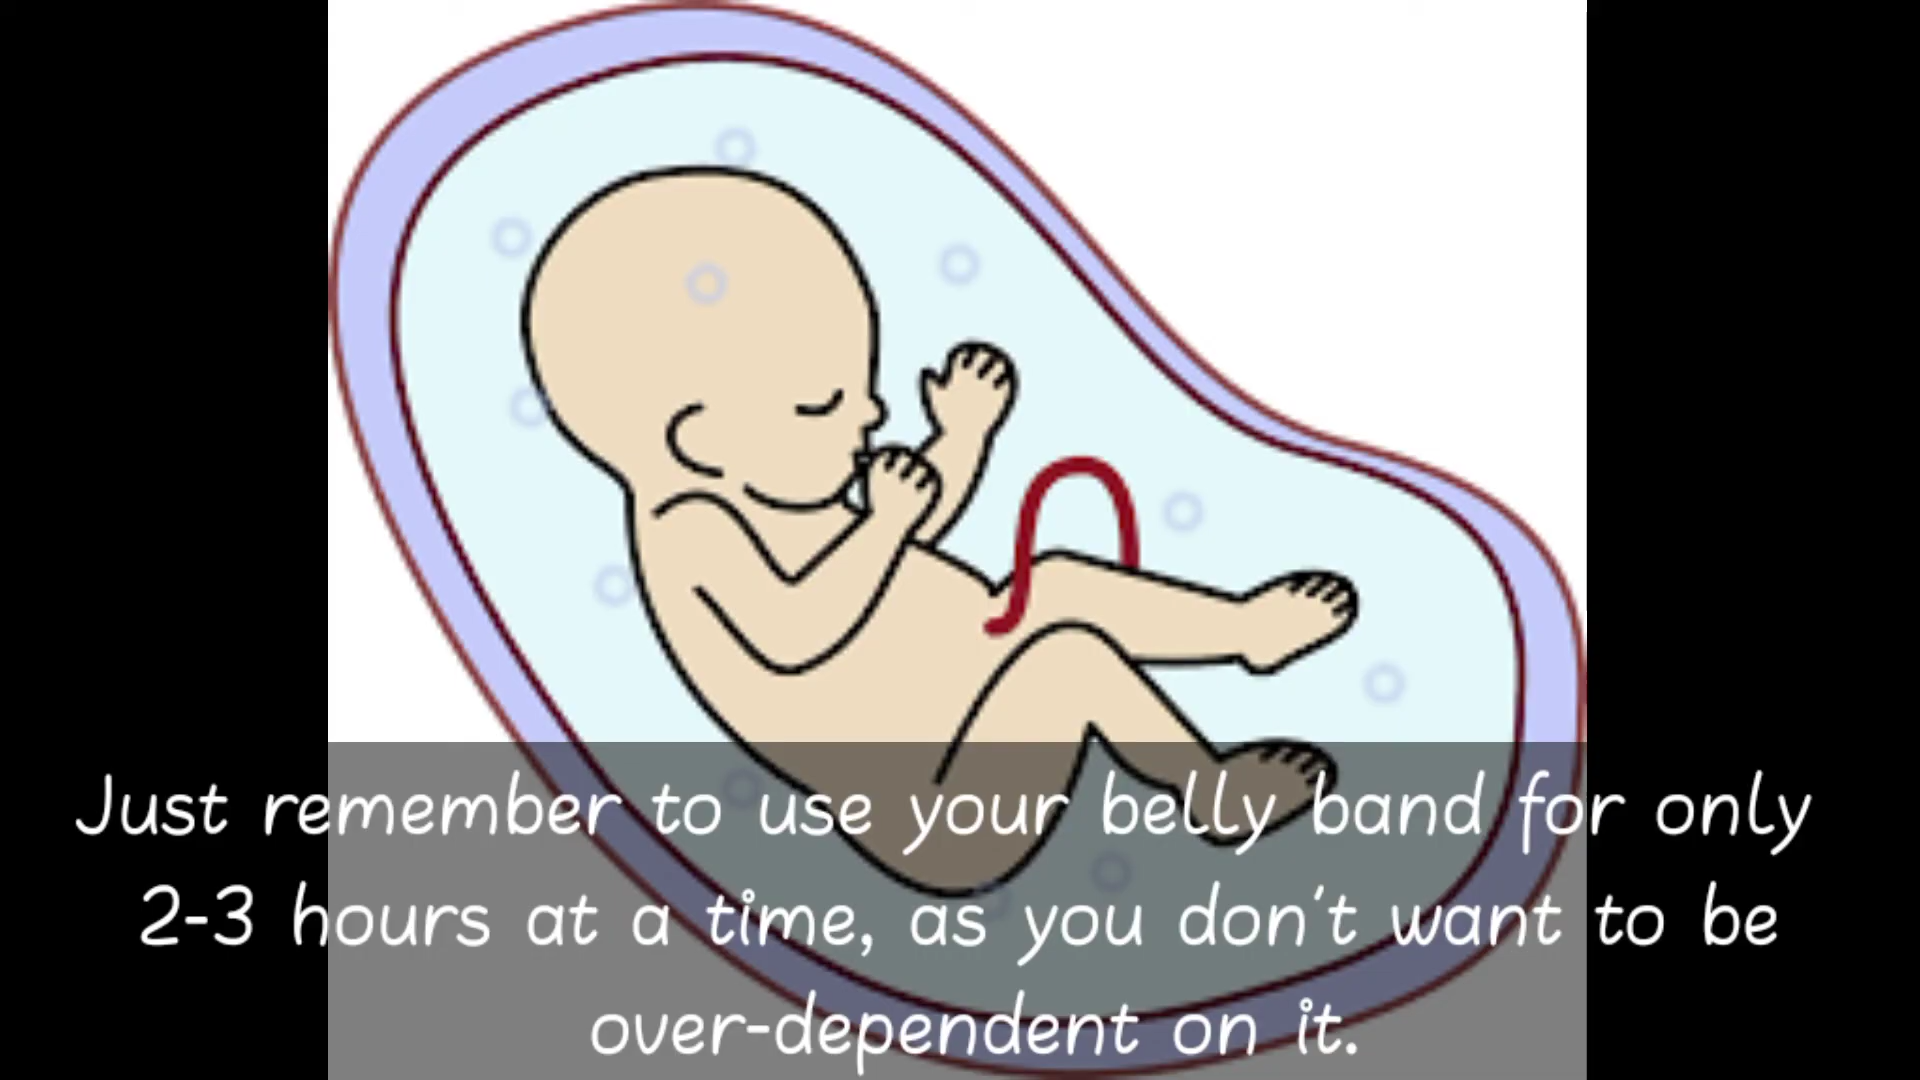 Just remember to use your belly band for only
2-3 hours at a time, as you don't want to be
over-dependent on it.